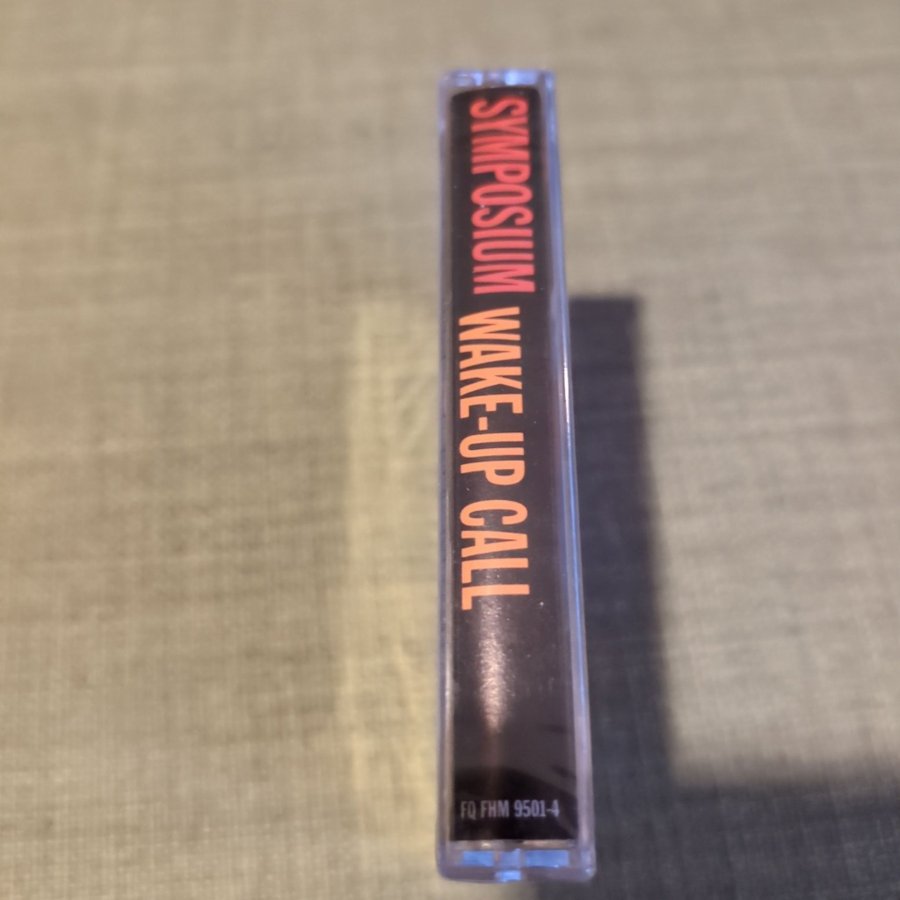 SYMPOSIUM WAKE-UP CALL
FQ FHM 9501-4